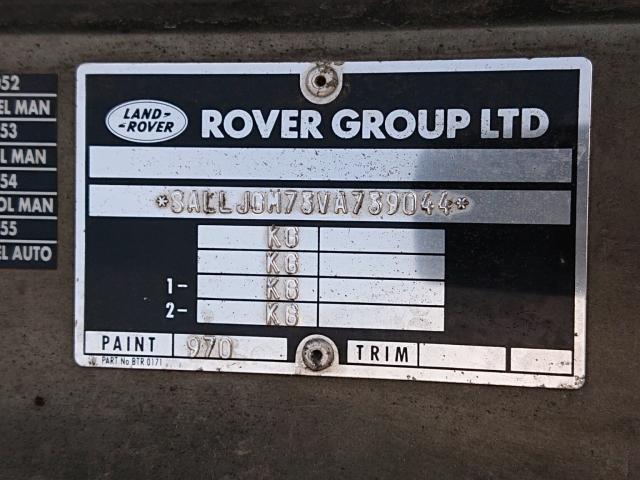 052
EL MAN
53
L MAN
54
OL MAN
55
EL AUTO
LAND-
-ROVER
ROVER GROUP LTD
*SALLJGM73VA739044*
KG
KG
1- KG
2- KG
PAINT 970 TRIM
PART No BTR 0171